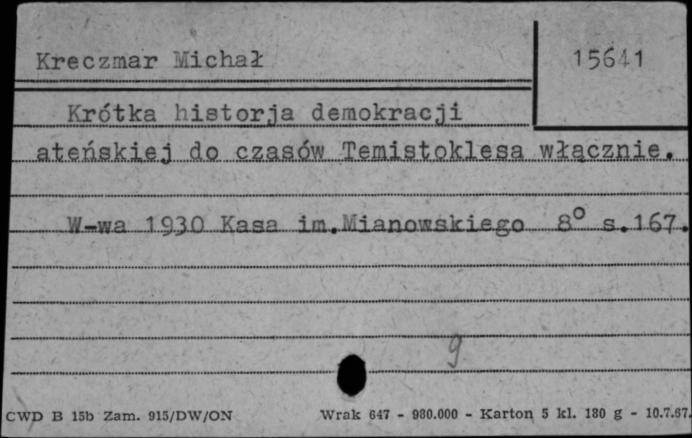 Kreczmar Michał
15641
Krótka historja demokracji
ateńskiej do czasów Temistoklesa włącznie.
W-wa 1930 Kasa im.Mianowskiego 8° s.167.
9
CWD B 15b Zam. 915/DW/ON Wrak 647 - 980.000 - Karton 5 kl. 180 g - 10.7.67.